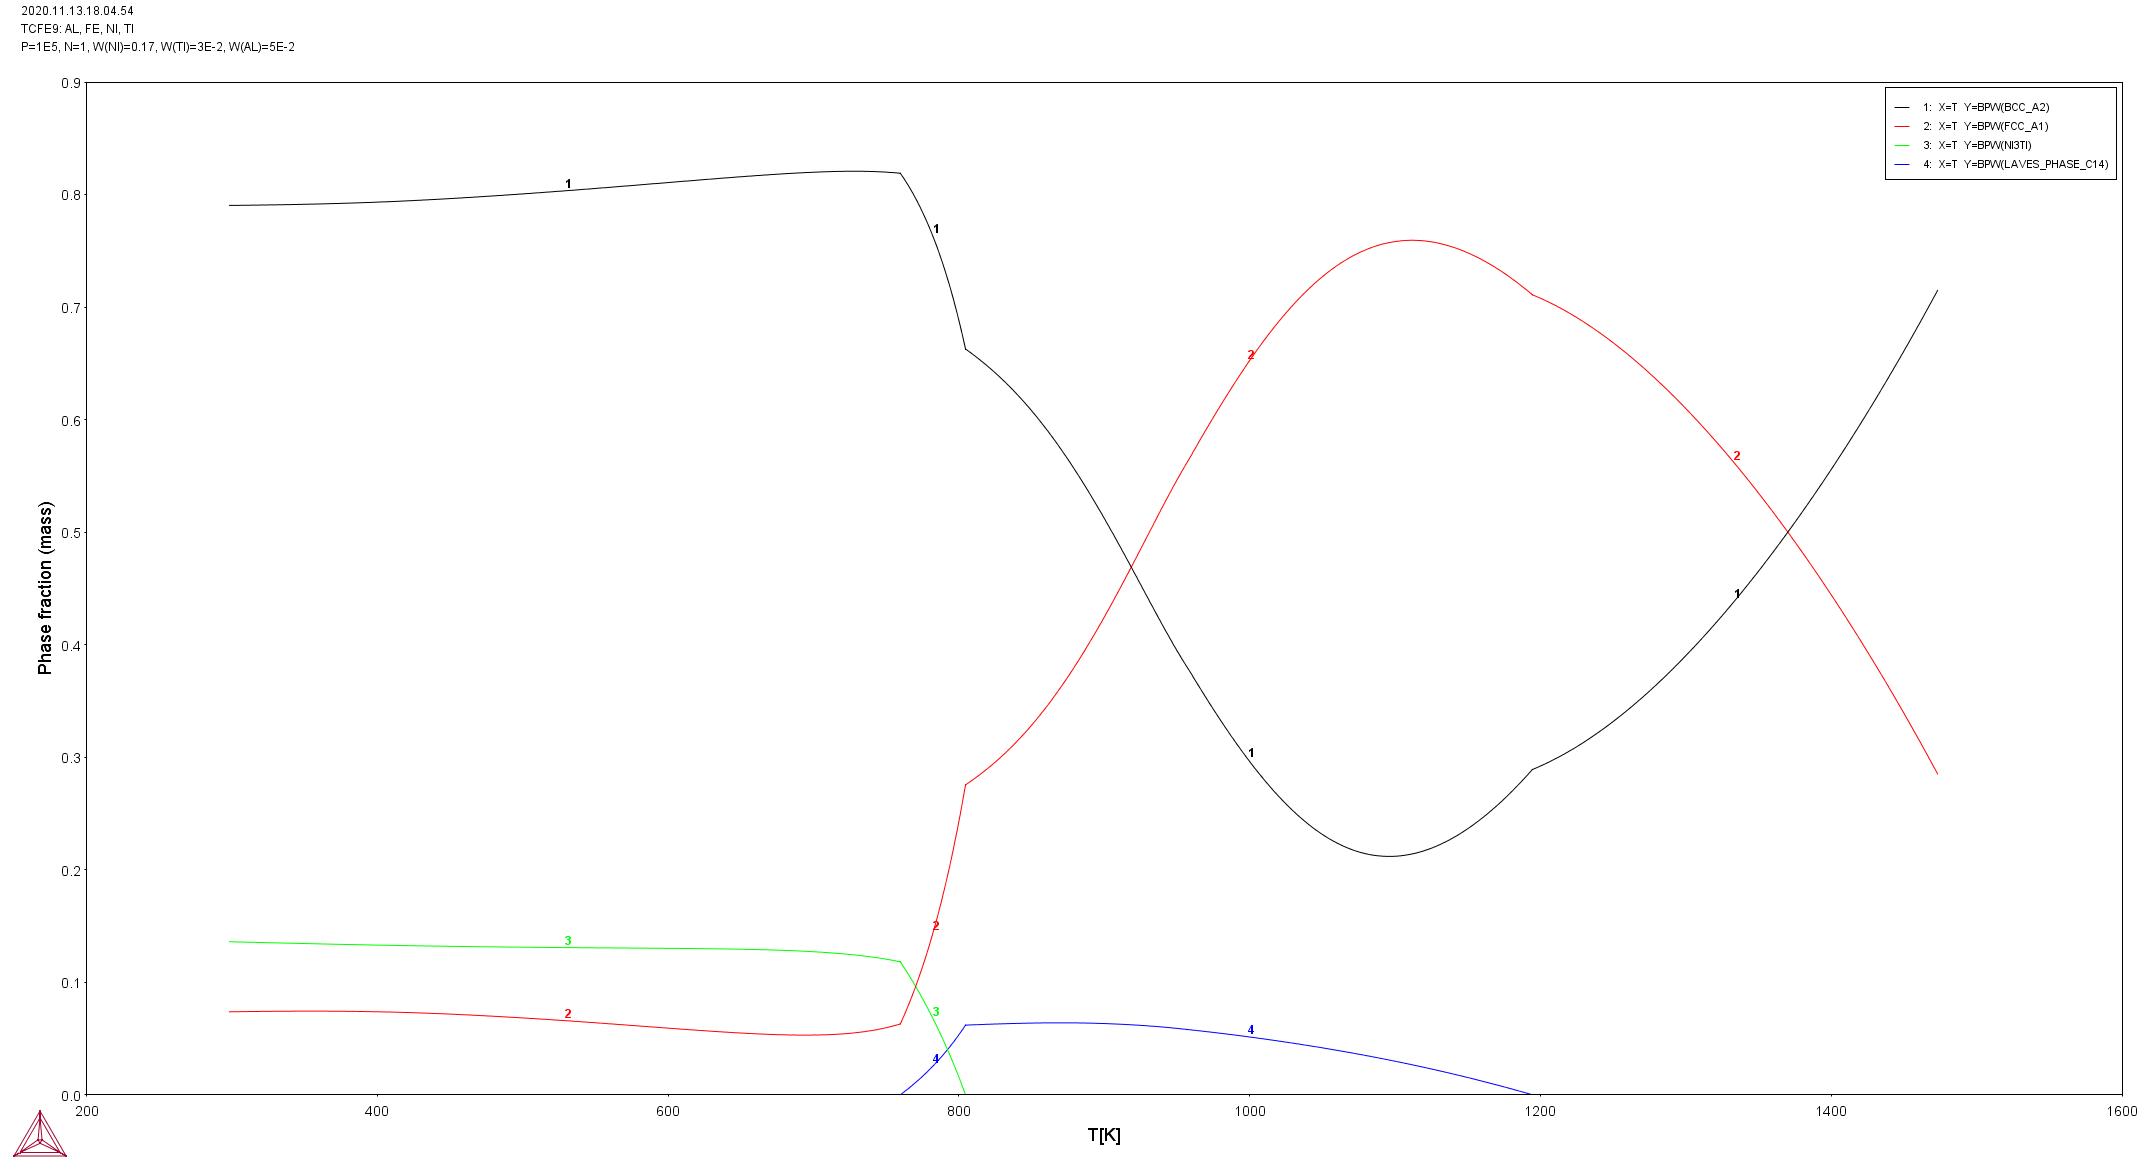 2020.11.13.18.04.54
TCFE9: AL, FE, NI, TI
P=1E5, N=1, W(NI)=0.17, W(TI)=3E-2, W(AL)=5E-2
1: X=T Y=BPW(BCC_A2)
2: X=T Y=BPW(FCC_A1)
3: X=T Y=BPW(NI3TI)
4: X=T Y=BPW(LAVES_PHASE_C14)
0.9
0.8
0.7
0.6
0.5
0.4
0.3
0.2
0.1
0.0
Phase fraction (mass)
1
1
2
2
1
1
2
3
3
2
4
4
200 400 600 800 1000 1200 1400 1600
T[K]